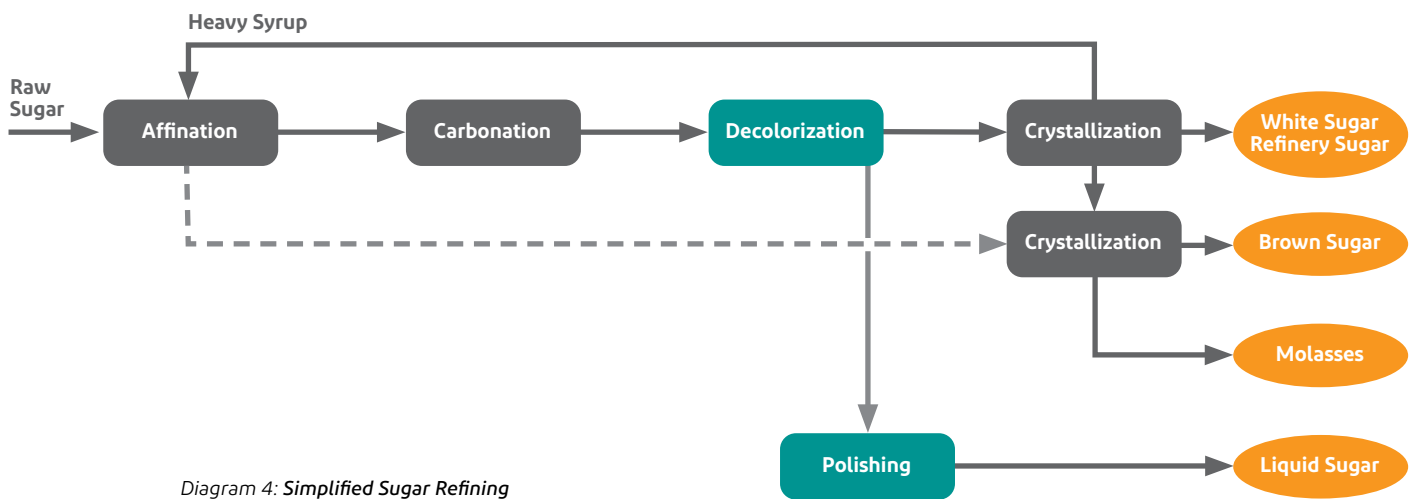 Heavy Syrup
Raw
Sugar
Affination
Carbonation
Decolorization
Crystallization
White Sugar
Refinery Sugar
Crystallization
Brown Sugar
Molasses
Polishing
Liquid Sugar
Diagram 4: Simplified Sugar Refining